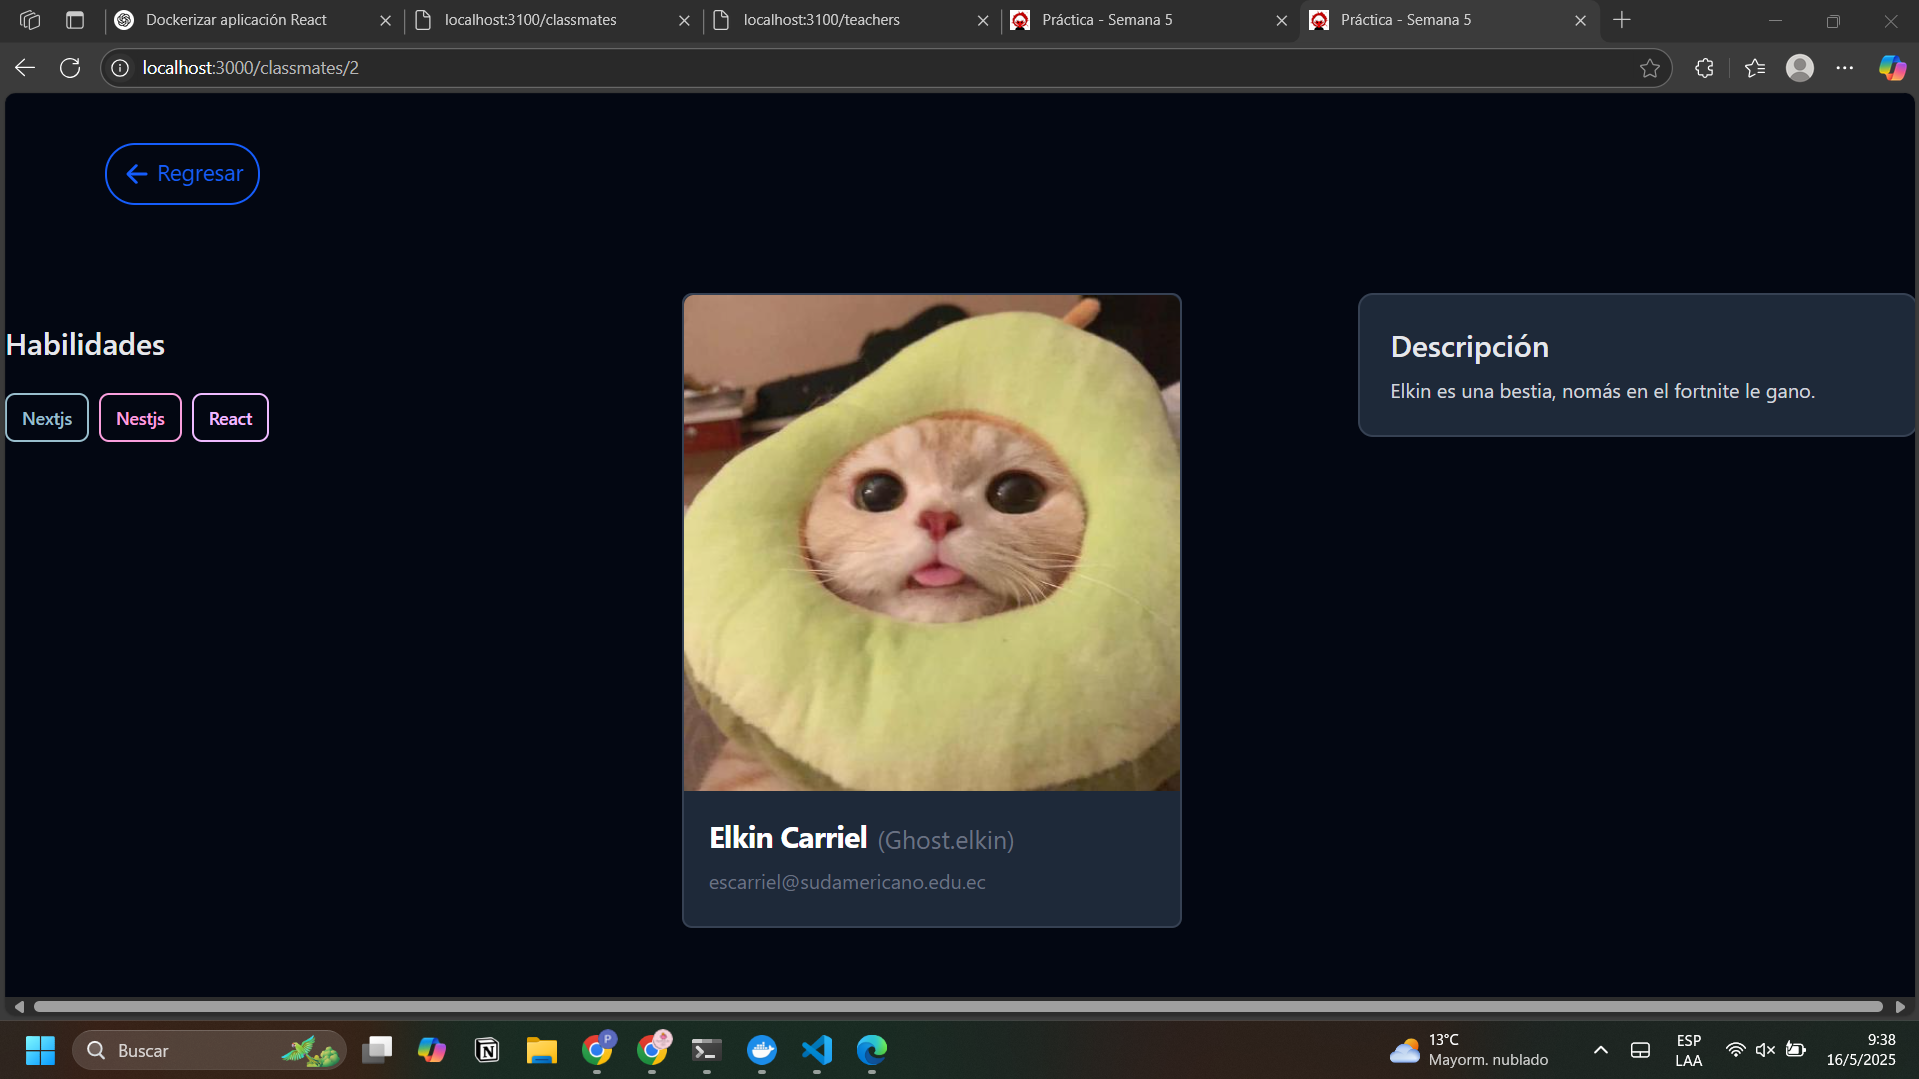 Dockerizar aplicación React
localhost:3100/classmates
localhost:3100/teachers
Práctica - Semana 5
Práctica - Semana 5
localhost:3000/classmates/2
Regresar
Habilidades
Nextjs
Nestjs
React
Elkin Carriel (Ghost.elkin)
escarriel@sudamericano.edu.ec
Descripción
Elkin es una bestia, nomás en el fortnite le gano.
Buscar
P
13°C
Mayorm. nublado
ESP
LAA
9:38
16/5/2025